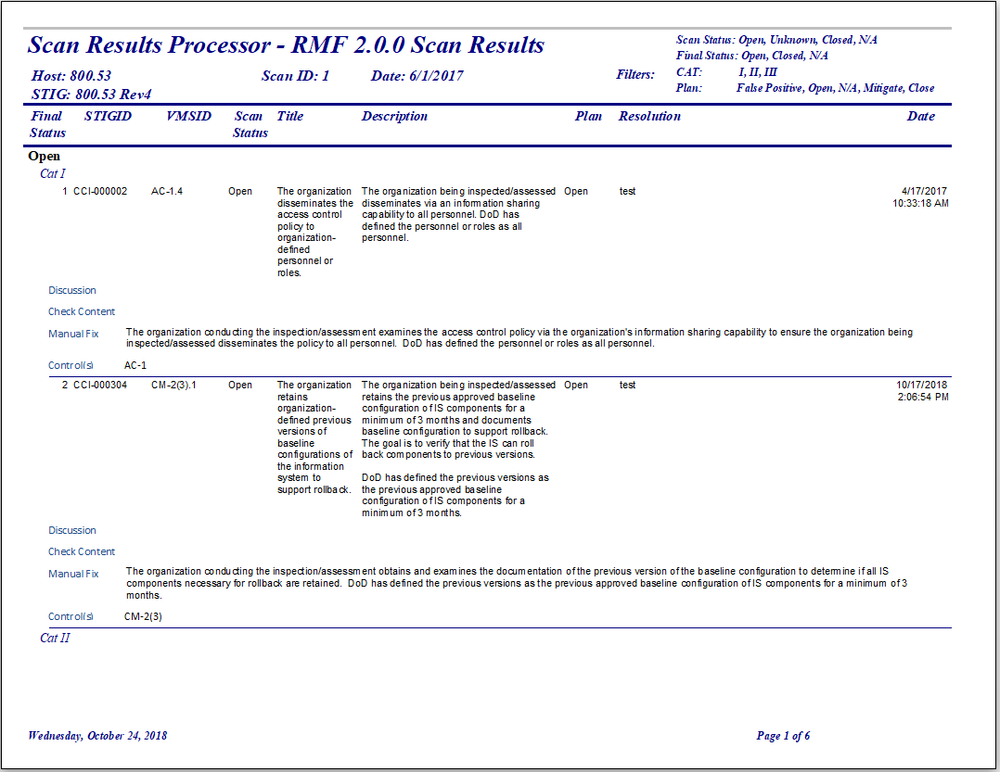 Scan Results Processor - RMF 2.0.0 Scan Results
Scan Status: Open, Unknown, Closed, N/A
Final Status: Open, Closed, N/A
Host: 800.53 Scan ID: 1 Date: 6/1/2017 Filters: CAT: I, II, III
STIG: 800.53 Rev4 Plan: False Positive, Open, N/A, Mitigate, Close
Final STIGID VMSID Scan Title Description Plan Resolution Date
Status Status
Open
Cat I
1 CCI-000002 AC-1.4 Open The organization The organization being inspected/assessed Open test 4/17/2017
disseminates the disseminates via an information sharing 10:33:18 AM
access control capability to all personnel. DoD has
policy to defined the personnel or roles as all
organization- personnel.
defined
personnel or
roles.
Discussion
Check Content
Manual Fix The organization conducting the inspection/assessment examines the access control policy via the organization's information sharing capability to ensure the organization being
inspected/assessed disseminates the policy to all personnel. DoD has defined the personnel or roles as all personnel.
Control(s) AC-1
2 CCI-000304 CM-2(3).1 Open The organization The organization being inspected/assessed Open test 10/17/2018
retains retains the previous approved baseline 2:06:54 PM
organization- configuration of IS components for a
defined previous minimum of 3 months and documents
versions of baseline configuration to support rollback.
baseline The goal is to verify that the IS can roll
configurations of back components to previous versions.
the information
system to DoD has defined the previous versions as
support rollback. the previous approved baseline
configuration of IS components for a
minimum of 3 months.
Discussion
Check Content
Manual Fix The organization conducting the inspection/assessment obtains and examines the documentation of the previous version of the baseline configuration to determine if all IS
components necessary for rollback are retained. DoD has defined the previous versions as the previous approved baseline configuration of IS components for a minimum of 3
months.
Control(s) CM-2(3)
Cat II
Wednesday, October 24, 2018 Page 1 of 6